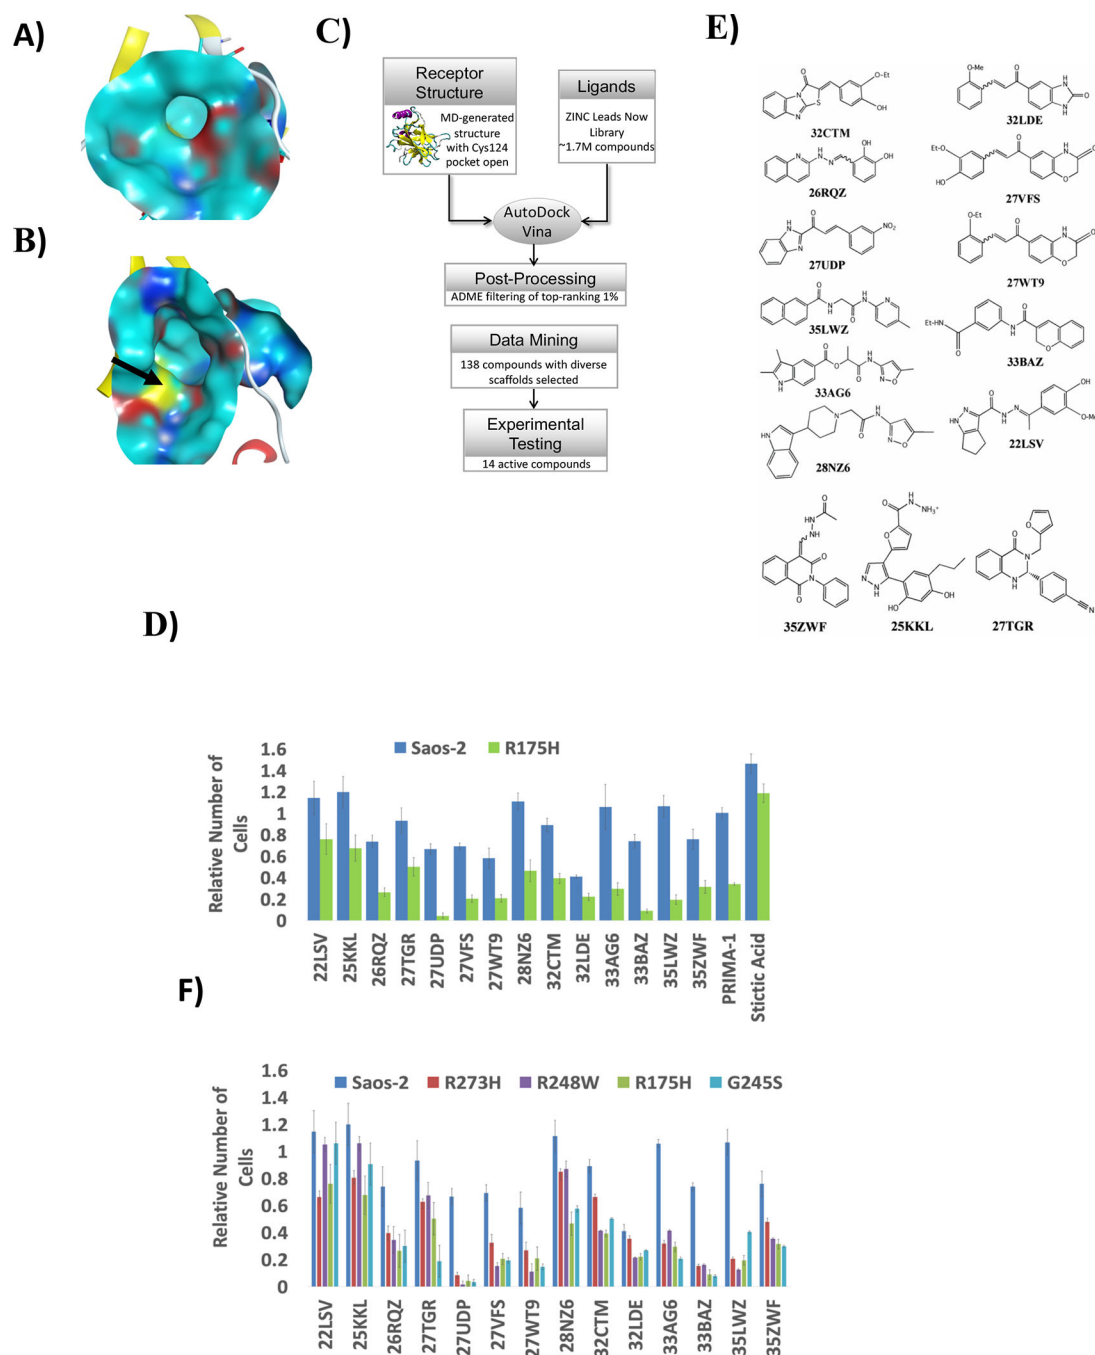 A)
B)
C)
Receptor
Structure
MD-generated
structure
with Cys124
pocket open
Ligands
ZINC Leads Now
Library
~1.7M compounds
AutoDock
Vina
Post-Processing
ADME filtering of top-ranking 1%
Data Mining
138 compounds with diverse
scaffolds selected
Experimental
Testing
14 active compounds
E)
32CTM
32LDE
26RQZ
27VFS
27UDP
27WT9
35LWZ
33BAZ
33AG6
22LSV
28NZ6
35ZWF
25KKL
27TGR
D)
Relative Number of
Cells
Saos-2 R175H
1.6
1.4
1.2
1
0.8
0.6
0.4
0.2
0
22LSV
25KKL
26RQZ
27TGR
27UDP
27VFS
27WT9
28NZ6
32CTM
32LDE
33AG6
33BAZ
35LWZ
35ZWF
PRIMA-1
Stictic Acid
F)
Relative Number of
Cells
Saos-2 R273H R248W R175H G245S
1.6
1.4
1.2
1
0.8
0.6
0.4
0.2
0
22LSV
25KKL
26RQZ
27TGR
27UDP
27VFS
27WT9
28NZ6
32CTM
32LDE
33AG6
33BAZ
35LWZ
35ZWF